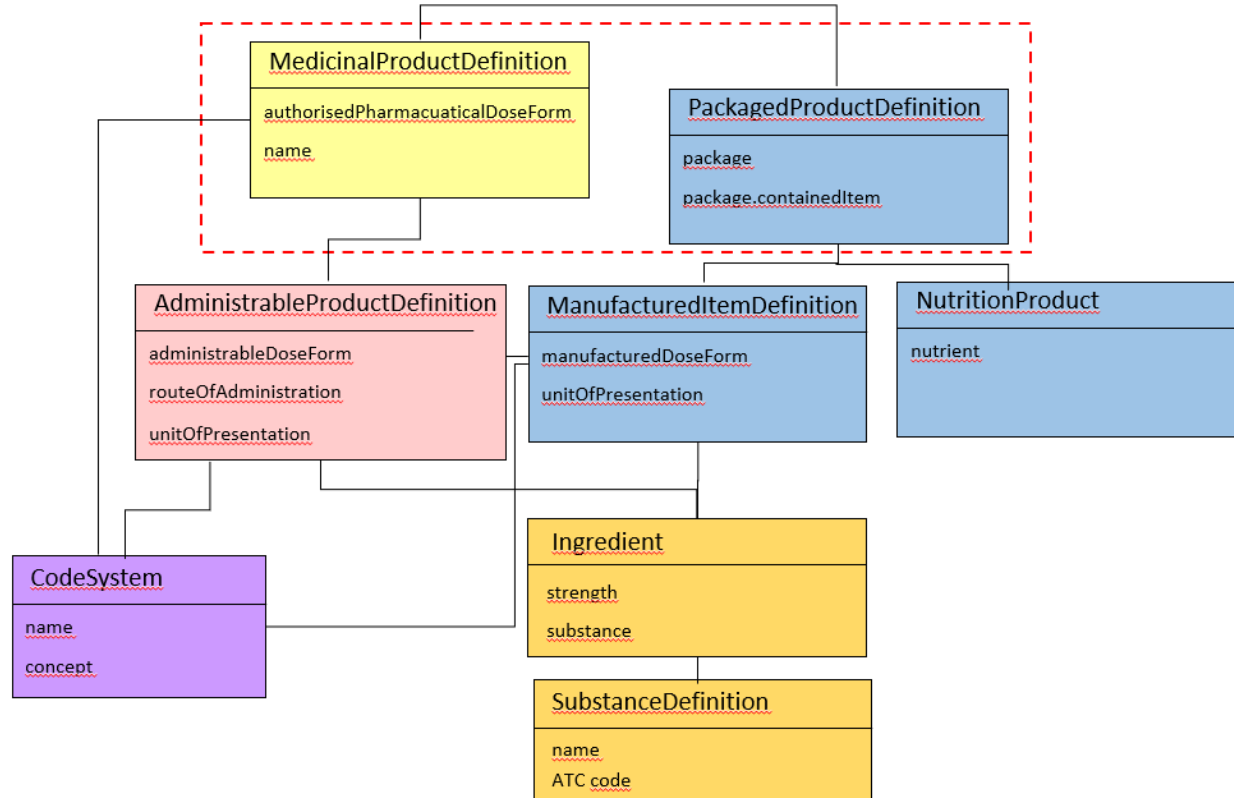 MedicinalProductDefinition
authorisedPharmacuaticalDoseForm
name
PackagedProductDefinition
package
package.containedItem
AdministrableProductDefinition
administrableDoseForm
routeOfAdministration
unitOfPresentation
ManufacturedItemDefinition
manufacturedDoseForm
unitOfPresentation
NutritionProduct
nutrient
CodeSystem
name
concept
Ingredient
strength
substance
SubstanceDefinition
name
ATC code